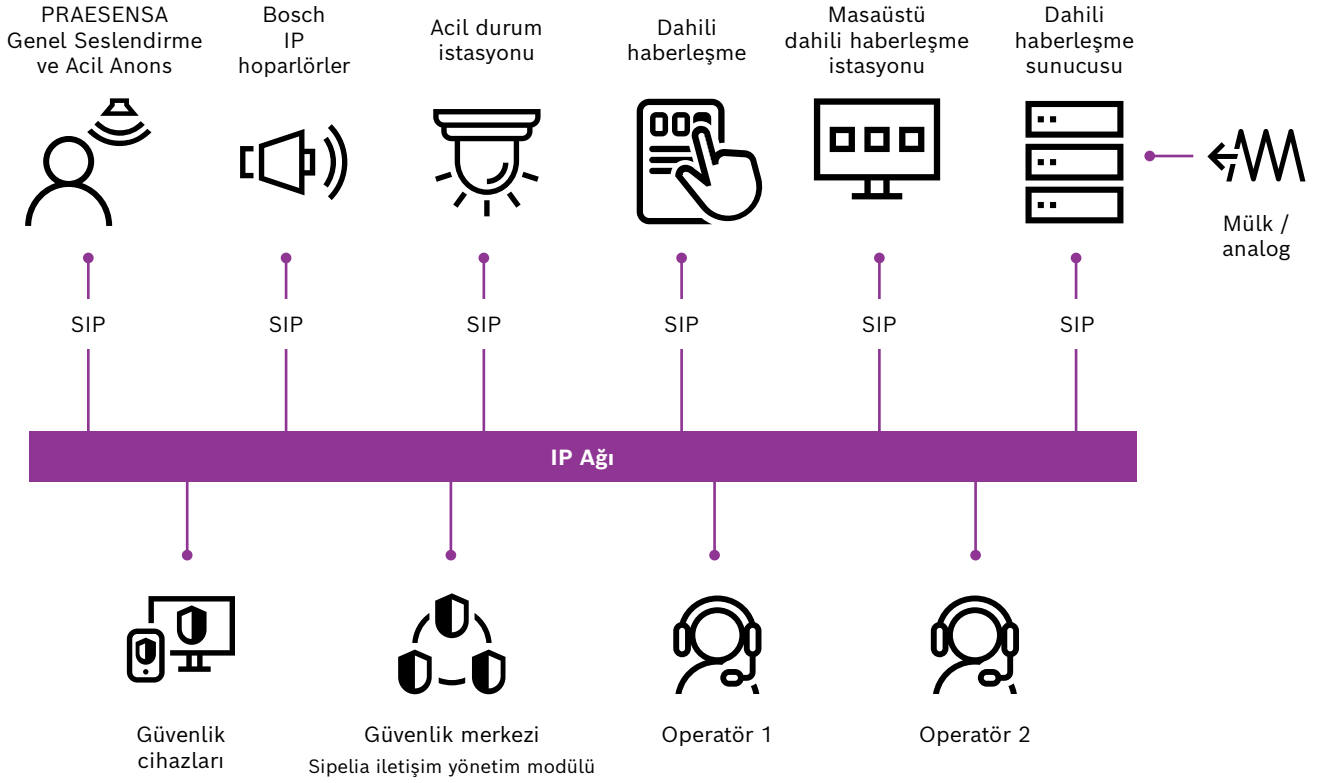 PRAESENSA
Genel Seslendirme
ve Acil Anons
Bosch
IP
hoparlörler
Acil durum
istasyonu
Dahili
haberleşme
Masaüstü
dahili haberleşme
istasyonu
Dahili
haberleşme
sunucusu
Mülk /
analog
SIP
SIP
SIP
SIP
SIP
SIP
IP Ağı
Güvenlik
cihazları
Güvenlik merkezi
Sipelia iletişim yönetim modülü
Operatör 1
Operatör 2